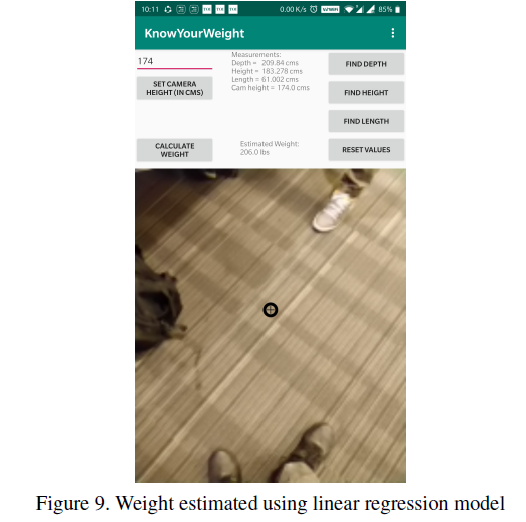 10:11 0.00 K/s 85%
KnowYourWeight
174
SET CAMERA
HEIGHT (IN CMS)
CALCULATE
WEIGHT
Measurements:
Depth = 209.84 cms
Height = 183.278 cms
Length = 61.002 cms
Cam height = 174.0 cms
Estimated Weight:
206.0 lbs
FIND DEPTH
FIND HEIGHT
FIND LENGTH
RESET VALUES
Figure 9. Weight estimated using linear regression model